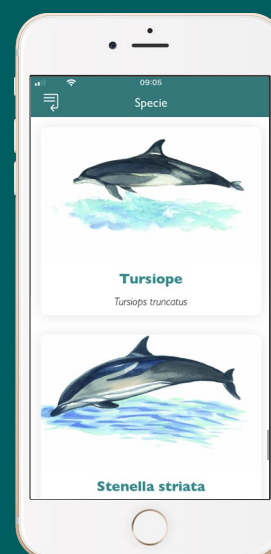 09:05
Specie
Tursiope
Tursiops truncatus
Stenella striata